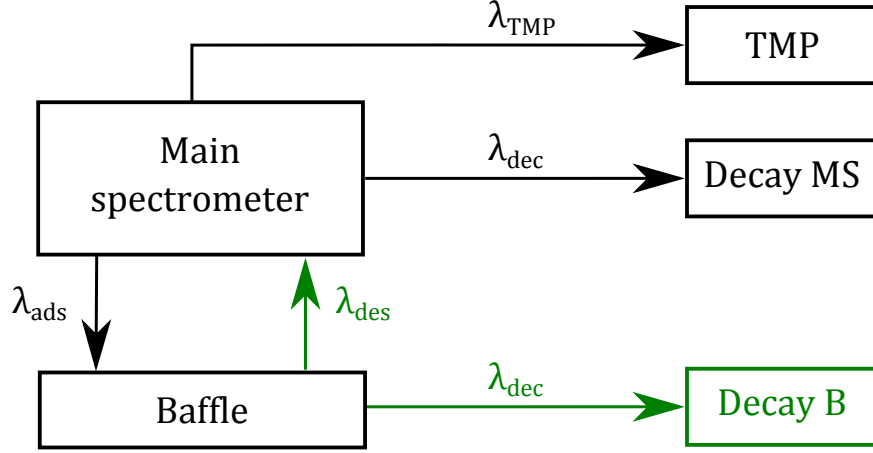 λTMP
TMP
Main
spectrometer
λdec
Decay MS
λads
λdes
Baffle
λdec
Decay B